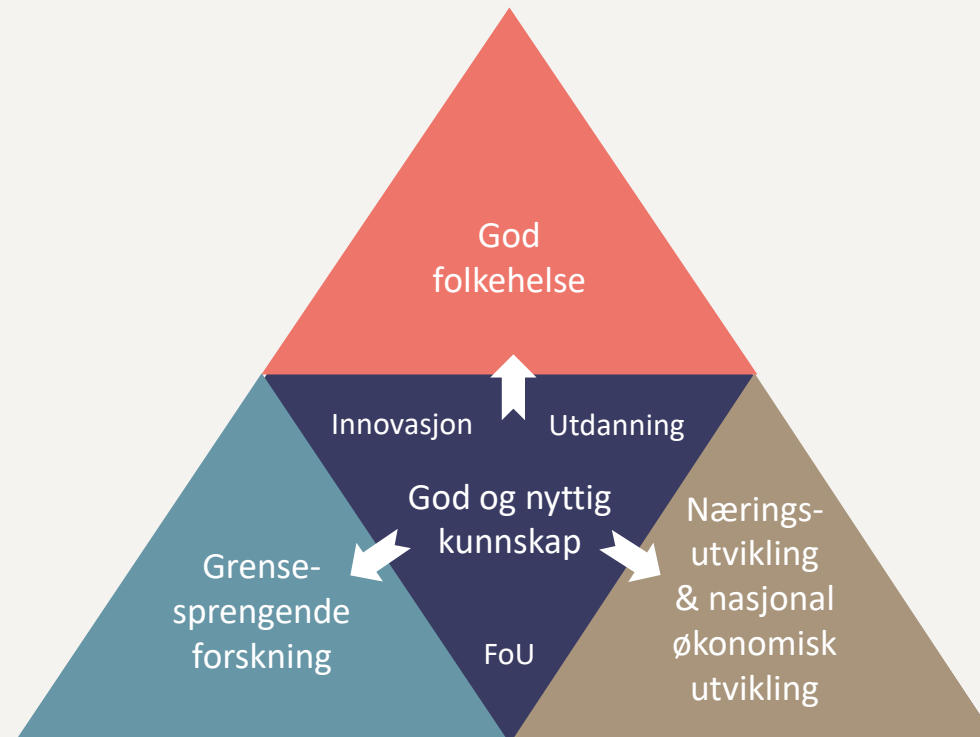 God
folkehelse
Innovasjon
Utdanning
God og nyttig
kunnskap
Grense-
sprengende
forskning
Nærings-
utvikling
& nasjonal
økonomisk
utvikling
FoU